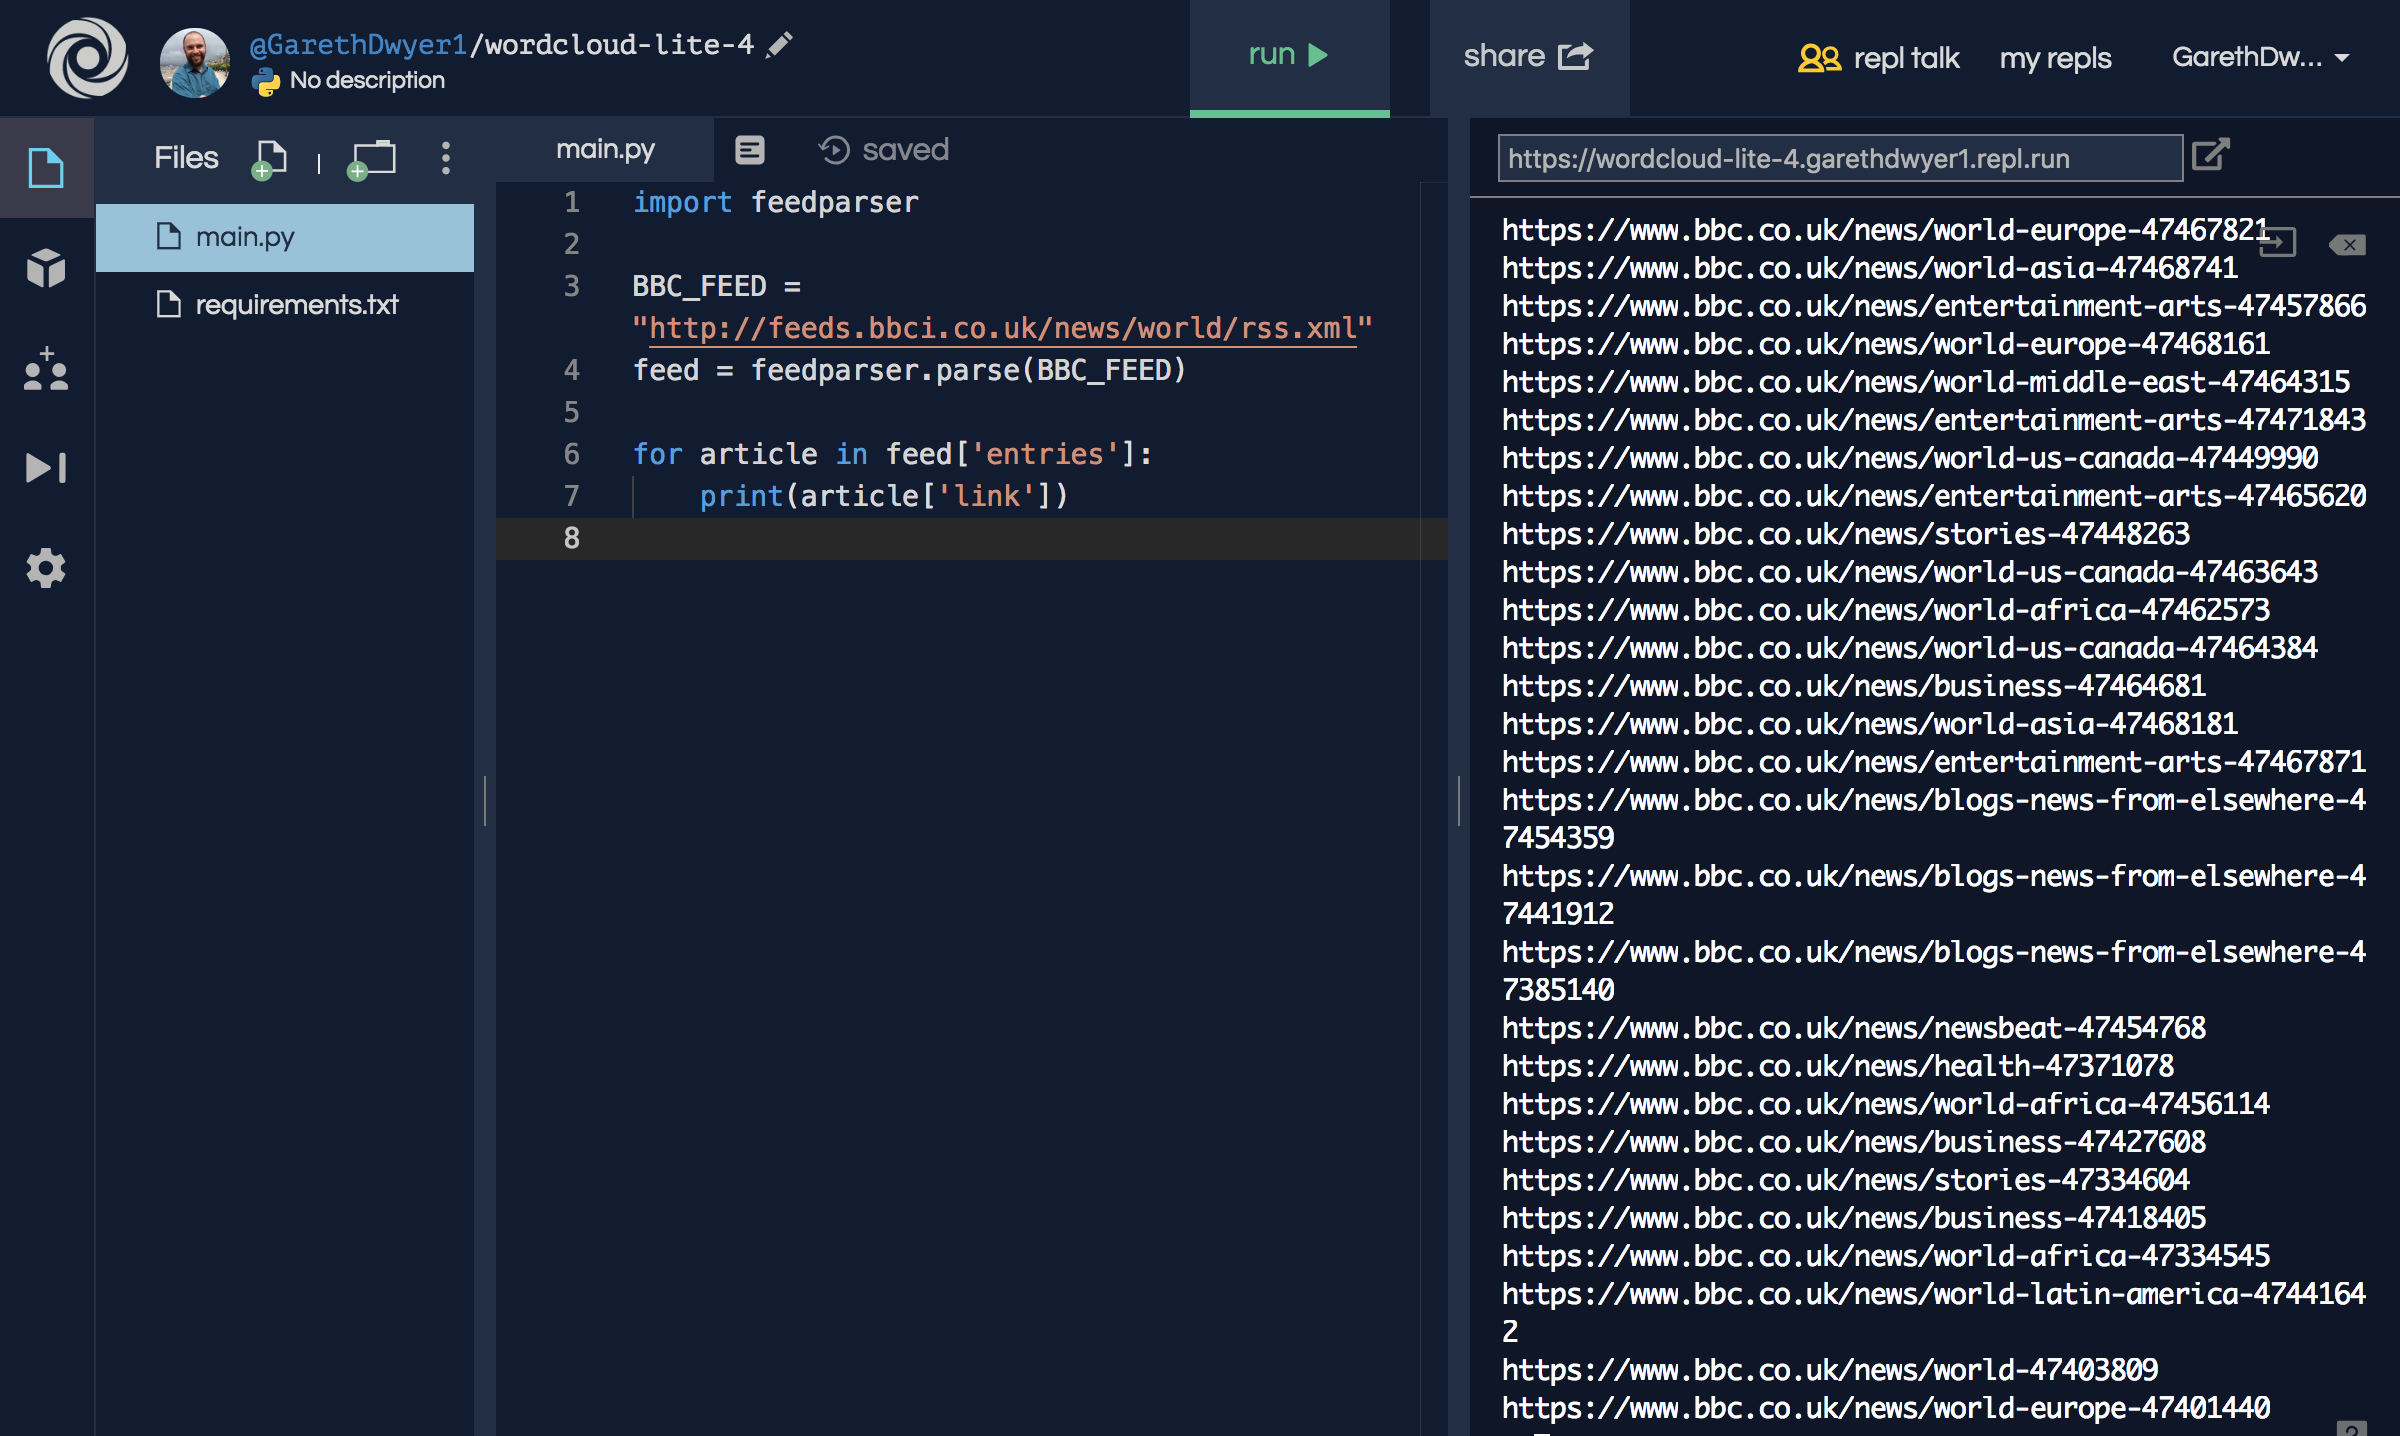 @GarethDwyer1/wordcloud-lite-4
No description
run
share
repl talk
my repls
GarethDw...
Files
main.py
requirements.txt
main.py
saved
1 import feedparser
2
3 BBC_FEED =
"http://feeds.bbci.co.uk/news/world/rss.xml"
4 feed = feedparser.parse(BBC_FEED)
5
6 for article in feed['entries']:
7     print(article['link'])
8
https://wordcloud-lite-4.garethdwyer1.repl.run
https://www.bbc.co.uk/news/world-europe-47467821
https://www.bbc.co.uk/news/world-asia-47468741
https://www.bbc.co.uk/news/entertainment-arts-47457866
https://www.bbc.co.uk/news/world-europe-47468161
https://www.bbc.co.uk/news/world-middle-east-47464315
https://www.bbc.co.uk/news/entertainment-arts-47471843
https://www.bbc.co.uk/news/world-us-canada-47449990
https://www.bbc.co.uk/news/entertainment-arts-47465620
https://www.bbc.co.uk/news/stories-47448263
https://www.bbc.co.uk/news/world-us-canada-47463643
https://www.bbc.co.uk/news/world-africa-47462573
https://www.bbc.co.uk/news/world-us-canada-47464384
https://www.bbc.co.uk/news/business-47464681
https://www.bbc.co.uk/news/world-asia-47468181
https://www.bbc.co.uk/news/entertainment-arts-47467871
https://www.bbc.co.uk/news/blogs-news-from-elsewhere-4
7454359
https://www.bbc.co.uk/news/blogs-news-from-elsewhere-4
7441912
https://www.bbc.co.uk/news/blogs-news-from-elsewhere-4
7385140
https://www.bbc.co.uk/news/newsbeat-47454768
https://www.bbc.co.uk/news/health-47371078
https://www.bbc.co.uk/news/world-africa-47456114
https://www.bbc.co.uk/news/business-47427608
https://www.bbc.co.uk/news/stories-47334604
https://www.bbc.co.uk/news/business-47418405
https://www.bbc.co.uk/news/world-africa-47334545
https://www.bbc.co.uk/news/world-latin-america-4744164
2
https://www.bbc.co.uk/news/world-47403809
https://www.bbc.co.uk/news/world-europe-47401440
?